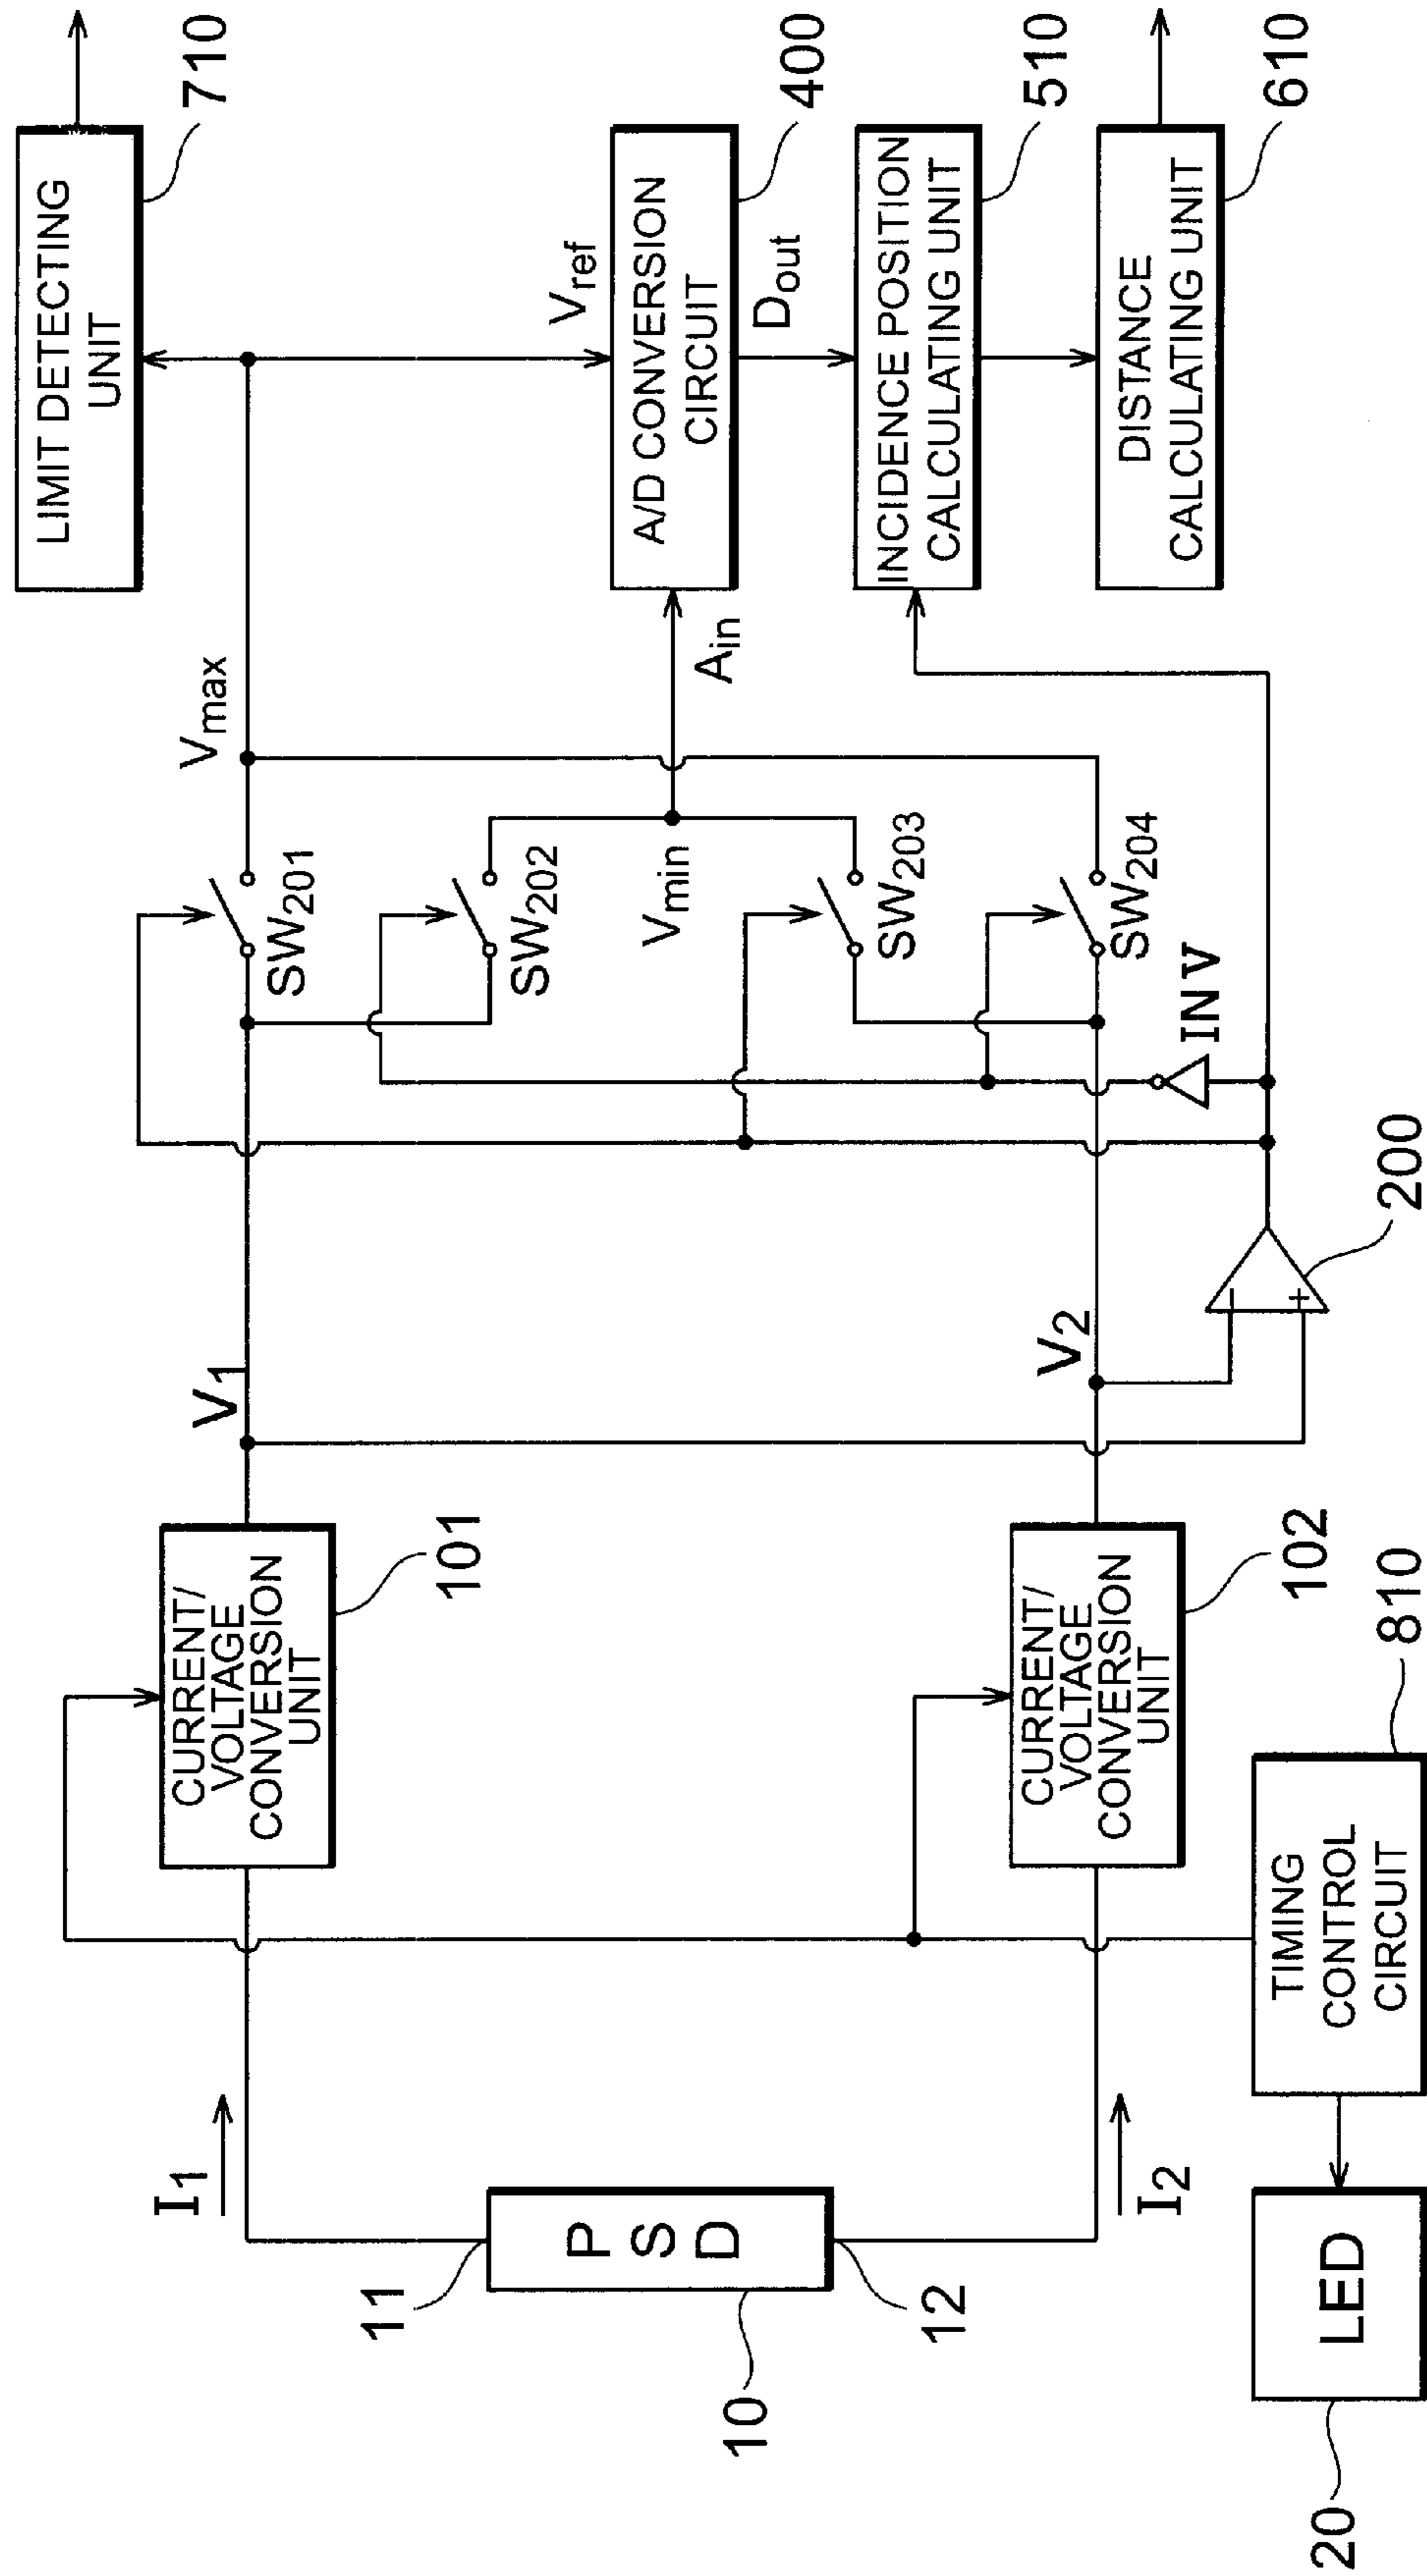 LIMIT DETECTING
UNIT
710
I1
CURRENT/
VOLTAGE
CONVERSION
UNIT
101
V1
SW201
Vmax
11
SW202
Vref
P
S
D
10
Vmin
Ain
A/D CONVERSION
CIRCUIT
400
Dout
12
SW203
INCIDENCE POSITION
CALCULATING UNIT
510
I2
CURRENT/
VOLTAGE
CONVERSION
UNIT
102
V2
SW204
INV
DISTANCE
CALCULATING UNIT
610
LED
20
TIMING
CONTROL
CIRCUIT
810
−
+
200